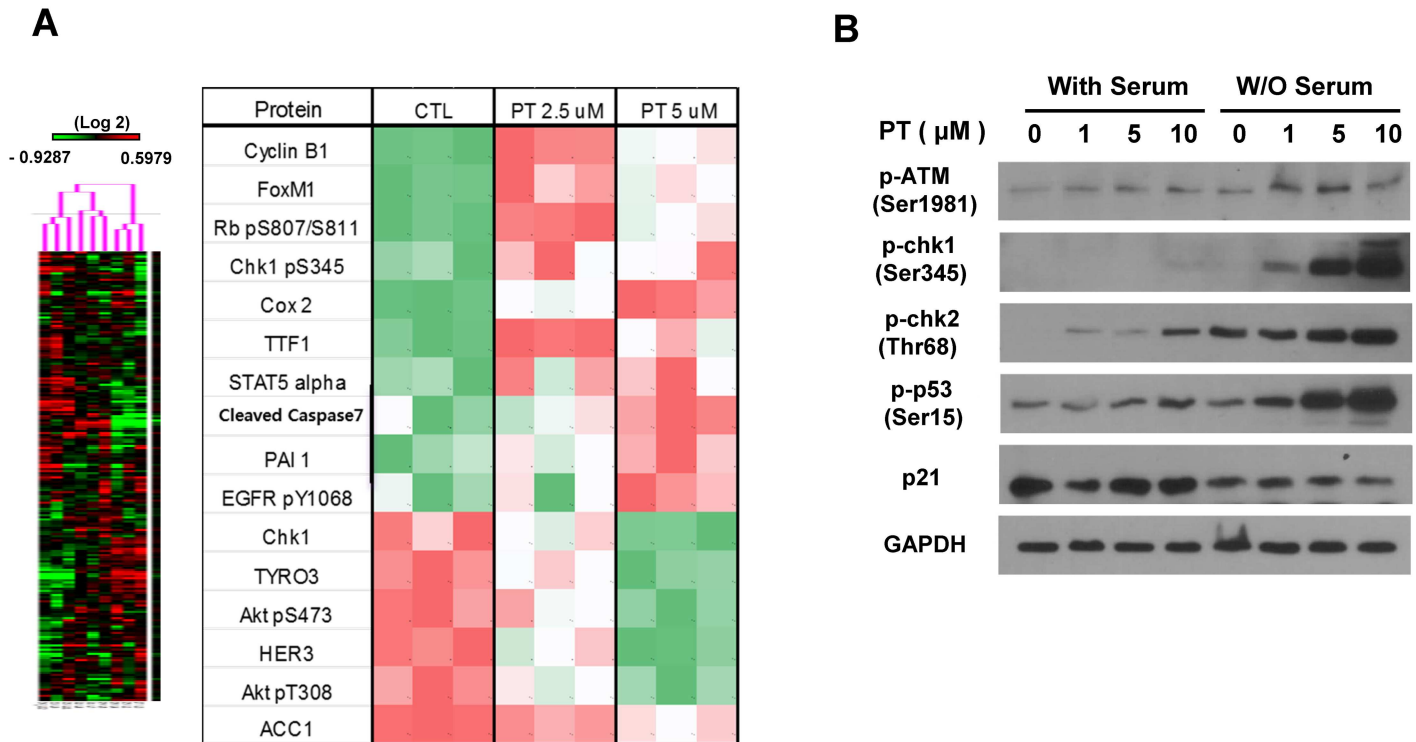 A
(Log 2)
- 0.9287 0.5979
Protein CTL PT 2.5 uM PT 5 uM
Cyclin B1
FoxM1
Rb pS807/S811
Chk1 pS345
Cox 2
TTF1
STAT5 alpha
Cleaved Caspase7
PAI 1
EGFR pY1068
Chk1
TYRO3
Akt pS473
HER3
Akt pT308
ACC1
B
With Serum W/O Serum
PT ( µM ) 0 1 5 10 0 1 5 10
p-ATM
(Ser1981)
p-chk1
(Ser345)
p-chk2
(Thr68)
p-p53
(Ser15)
p21
GAPDH